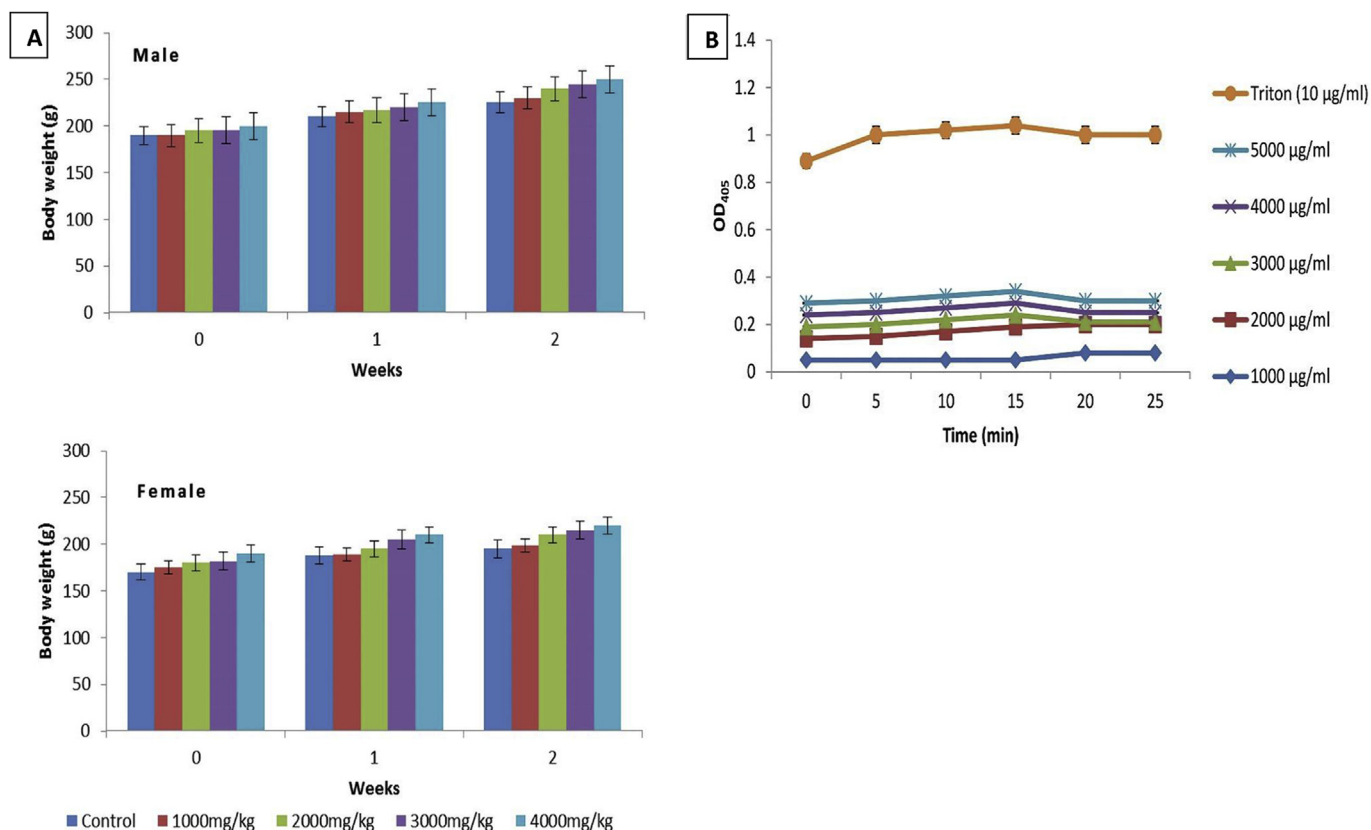 A
Male
Body weight (g)
300
250
200
150
100
50
0
0 1 2
Weeks
Female
Body weight (g)
300
250
200
150
100
50
0
0 1 2
Weeks
Control 1000mg/kg 2000mg/kg 3000mg/kg 4000mg/kg
B
OD405
1.4
1.2
1
0.8
0.6
0.4
0.2
0
0 5 10 15 20 25
Time (min)
Triton (10 µg/ml)
5000 µg/ml
4000 µg/ml
3000 µg/ml
2000 µg/ml
1000 µg/ml